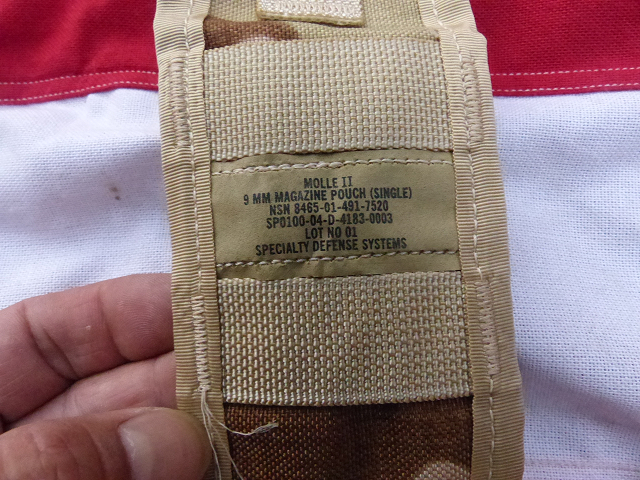 MOLLE II
9 MM MAGAZINE POUCH (SINGLE)
NSN 8465-01-491-7520
SP0100-04-D-4183-0003
LOT NO 01
SPECIALTY DEFENSE SYSTEMS